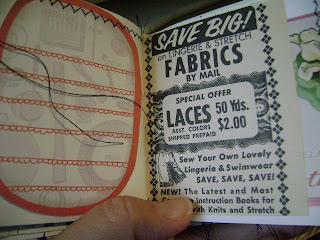 SAVE BIG!
on LINGERIE & STRETCH
FABRICS
BY MAIL
SPECIAL OFFER
LACES 50 Yds.
ASST. COLORS $2.00
SHIPPED PREPAID
Sew Your Own Lovely
Lingerie & Swimwear
SAVE, SAVE, SAVE!
NEW! The Latest and Most
Instruction Books for
with Knits and Stretch